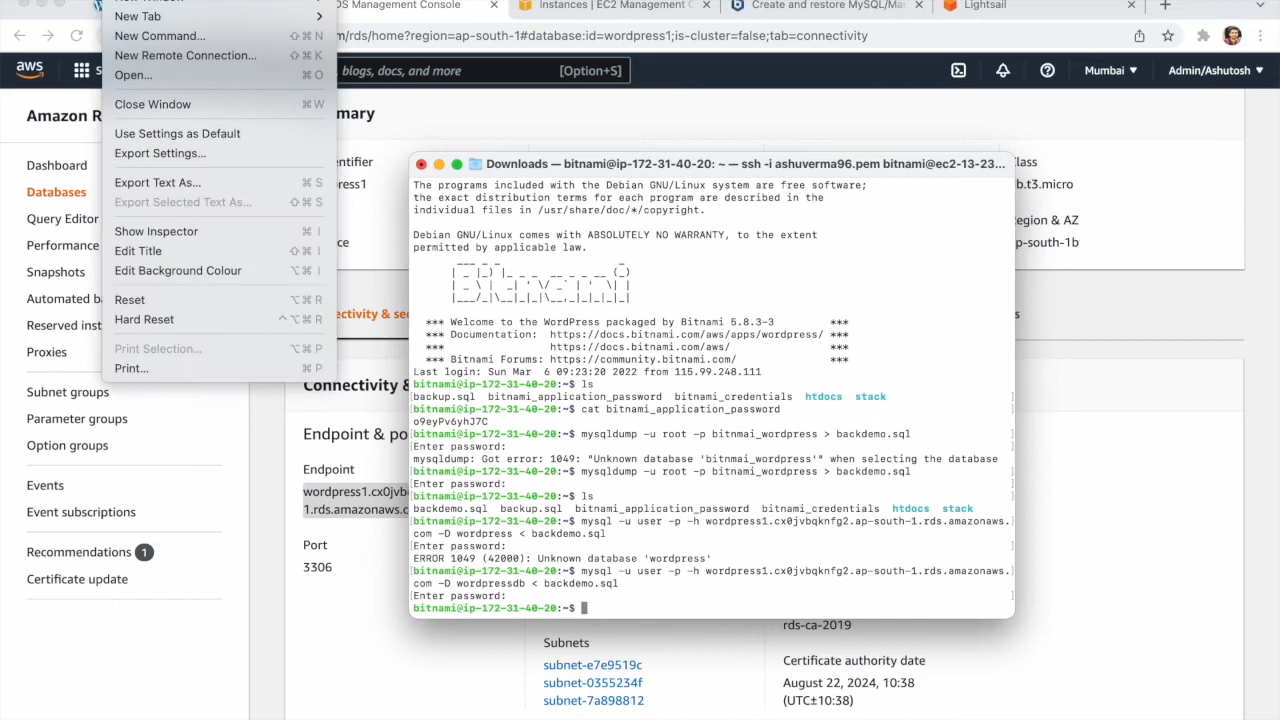 New Tab
New Command... ⇧⌘N
New Remote Connection... ⇧⌘K
Open... ⌘O
Close Window ⌘W
Use Settings as Default
Export Settings...
Export Text As... ⌘S
Export Selected Text As... ⇧⌘S
Show Inspector ⌘I
Edit Title ⇧⌘I
Edit Background Colour ⌥⌘I
Reset ⌥⌘R
Hard Reset ^⌥⌘R
Print Selection... ⌥⌘P
Print... ⌘P
DS Management Console
Instances | EC2 Management C
Create and restore MySQL/Ma
Lightsail
m/rds/home?region=ap-south-1#database:id=wordpress1;is-cluster=false;tab=connectivity
aws
S
blogs, docs, and more [Option+S]
Mumbai ▼
Admin/Ashutosh ▼
Amazon R
Dashboard
Databases
Query Editor
Performance
Snapshots
Automated ba
Reserved inst
Proxies
Subnet groups
Parameter groups
Option groups
Events
Event subscriptions
Recommendations 1
Certificate update
mary
entifier
ress1
ce
lass
b.t3.micro
egion & AZ
p-south-1b
ectivity & sec
s
Connectivity &
Endpoint & po
Endpoint
wordpress1.cx0jvb
1.rds.amazonaws.c
Port
3306
Downloads — bitnami@ip-172-31-40-20: ~ — ssh -i ashuverma96.pem bitnami@ec2-13-23...
The programs included with the Debian GNU/Linux system are free software;
the exact distribution terms for each program are described in the
individual files in /usr/share/doc/*/copyright.
Debian GNU/Linux comes with ABSOLUTELY NO WARRANTY, to the extent
permitted by applicable law.
*** Welcome to the WordPress packaged by Bitnami 5.8.3-3 ***
*** Documentation: https://docs.bitnami.com/aws/apps/wordpress/ ***
*** https://docs.bitnami.com/aws/ ***
*** Bitnami Forums: https://community.bitnami.com/ ***
Last login: Sun Mar 6 09:23:20 2022 from 115.99.248.111
bitnami@ip-172-31-40-20:~$ ls
backup.sql bitnami_application_password bitnami_credentials htdocs stack
bitnami@ip-172-31-40-20:~$ cat bitnami_application_password
o9eyPv6yhJ7C
bitnami@ip-172-31-40-20:~$ mysqldump -u root -p bitnmai_wordpress > backdemo.sql
Enter password:
mysqldump: Got error: 1049: "Unknown database 'bitnmai_wordpress'" when selecting the database
bitnami@ip-172-31-40-20:~$ mysqldump -u root -p bitnami_wordpress > backdemo.sql
Enter password:
bitnami@ip-172-31-40-20:~$ ls
backdemo.sql backup.sql bitnami_application_password bitnami_credentials htdocs stack
bitnami@ip-172-31-40-20:~$ mysql -u user -p -h wordpress1.cx0jvbqknfg2.ap-south-1.rds.amazonaws.
com -D wordpress < backdemo.sql
Enter password:
ERROR 1049 (42000): Unknown database 'wordpress'
bitnami@ip-172-31-40-20:~$ mysql -u user -p -h wordpress1.cx0jvbqknfg2.ap-south-1.rds.amazonaws.
com -D wordpressdb < backdemo.sql
Enter password:
bitnami@ip-172-31-40-20:~$
Subnets
subnet-e7e9519c
subnet-0355234f
subnet-7a898812
rds-ca-2019
Certificate authority date
August 22, 2024, 10:38
(UTC±10:38)